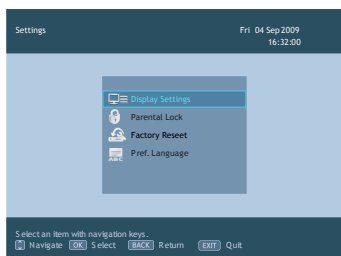 Settings
Fri 04 Sep 2009
16:32:00
Display Settings
Parental Lock
Factory Reseet
ABC
Pref. Language
Select an item with navigation keys.
Navigate OK Select BACK Return EXIT Quit